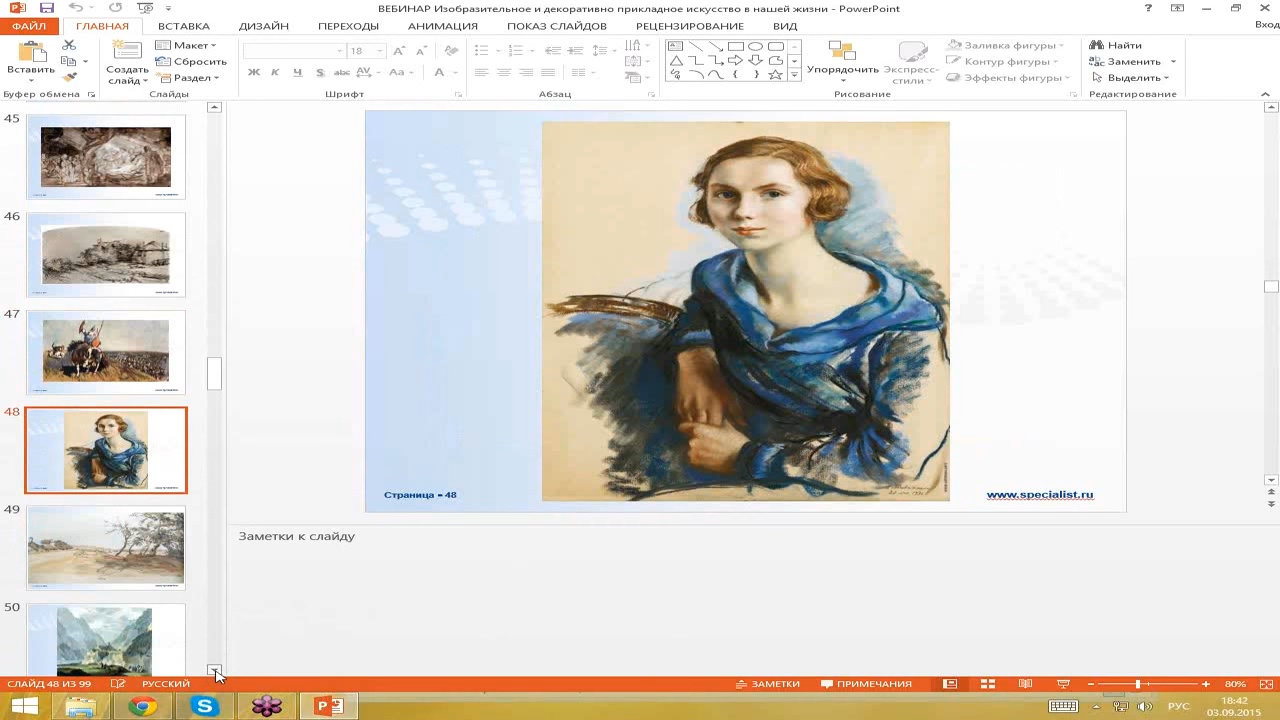 ВЕБИНАР Изобразительное и декоративно прикладное искусство в нашей жизни - PowerPoint
ФАЙЛ ГЛАВНАЯ ВСТАВКА ДИЗАЙН ПЕРЕХОДЫ АНИМАЦИЯ ПОКАЗ СЛАЙДОВ РЕЦЕНЗИРОВАНИЕ ВИД Вход
Вставить
Создать слайд
Макет
Сбросить
Раздел
18
Ж К Ч S abc AV Aa А
Упорядочить
Экспресс-стили
Заливка фигуры
Контур фигуры
Эффекты фигуры
Найти
Заменить
Выделить
Буфер обмена Слайды Шрифт Абзац Рисование Редактирование
45
46
47
48
49
50
Страница ▪ 48
www.specialist.ru
Заметки к слайду
СЛАЙД 48 ИЗ 99 РУССКИЙ ЗАМЕТКИ ПРИМЕЧАНИЯ 80%
РУС
18:42
03.09.2015